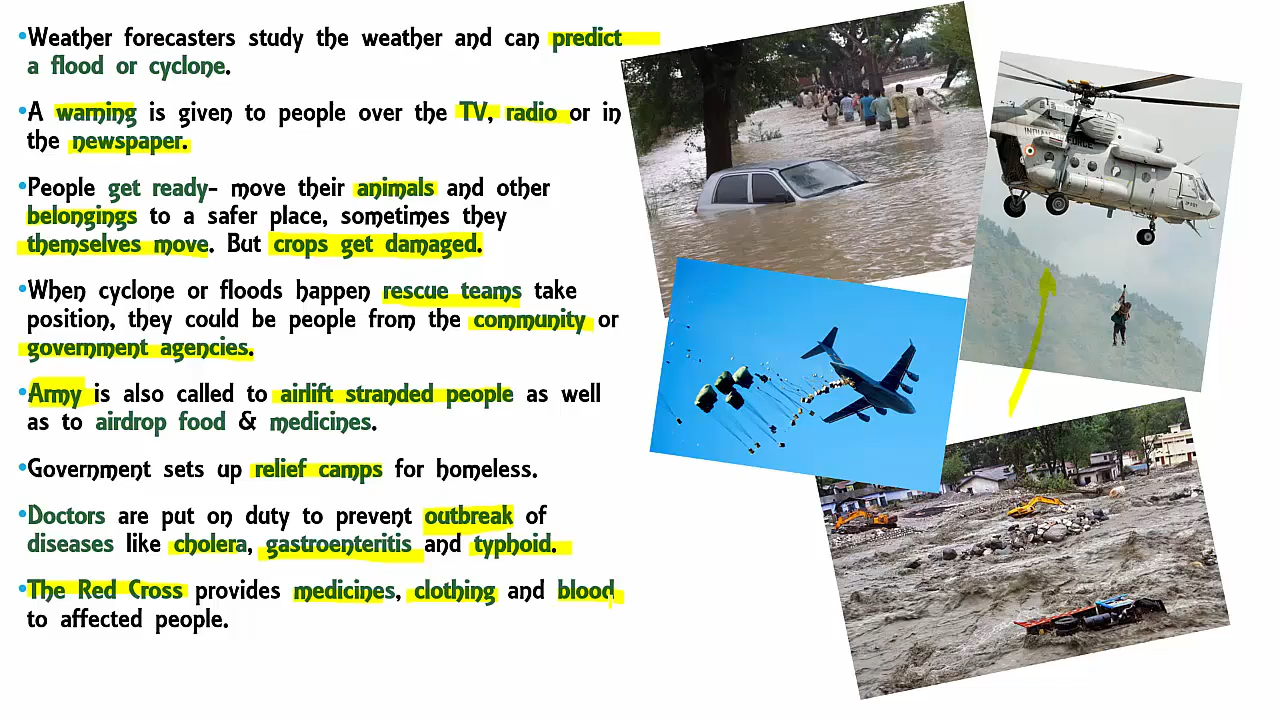 •Weather forecasters study the weather and can predict
a flood or cyclone.
•A warning is given to people over the TV, radio or in
the newspaper.
•People get ready- move their animals and other
belongings to a safer place, sometimes they
themselves move. But crops get damaged.
•When cyclone or floods happen rescue teams take
position, they could be people from the community or
government agencies.
•Army is also called to airlift stranded people as well
as to airdrop food & medicines.
•Government sets up relief camps for homeless.
•Doctors are put on duty to prevent outbreak of
diseases like cholera, gastroenteritis and typhoid.
•The Red Cross provides medicines, clothing and blood
to affected people.
INDIAN AIR FORCE